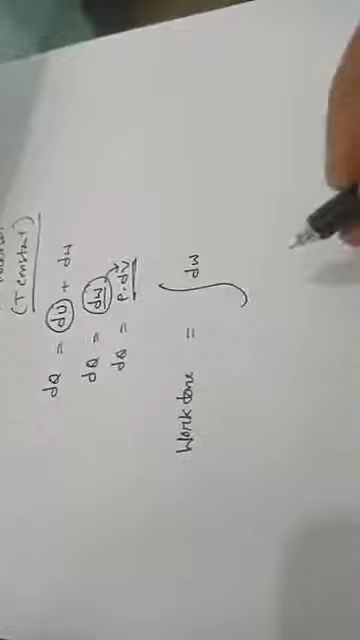 (T constant)
dQ = dU + dW
dQ = dW
dQ = P.dV
Work done = ∫ dW